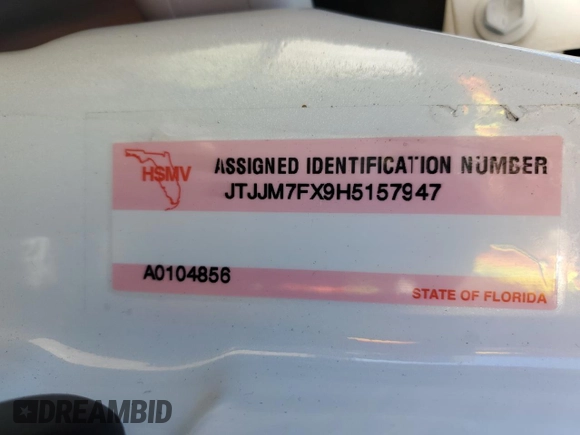 HSMV
ASSIGNED IDENTIFICATION NUMBER
JTJJM7FX9H5157947
A0104856
STATE OF FLORIDA
DREAMBID